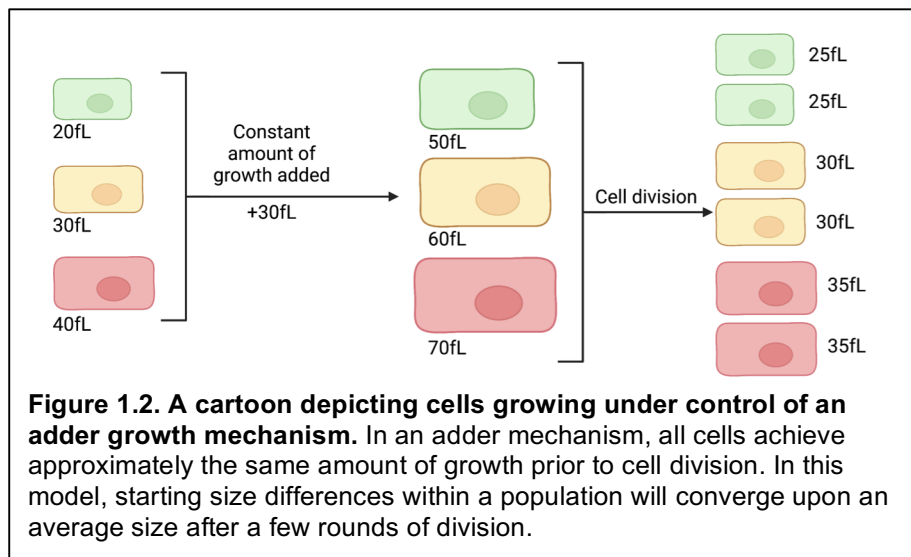 20fL
30fL
40fL
Constant
amount of
growth added
+30fL
50fL
60fL
70fL
Cell division
25fL
25fL
30fL
30fL
35fL
35fL
Figure 1.2. A cartoon depicting cells growing under control of an
adder growth mechanism. In an adder mechanism, all cells achieve
approximately the same amount of growth prior to cell division. In this
model, starting size differences within a population will converge upon an
average size after a few rounds of division.